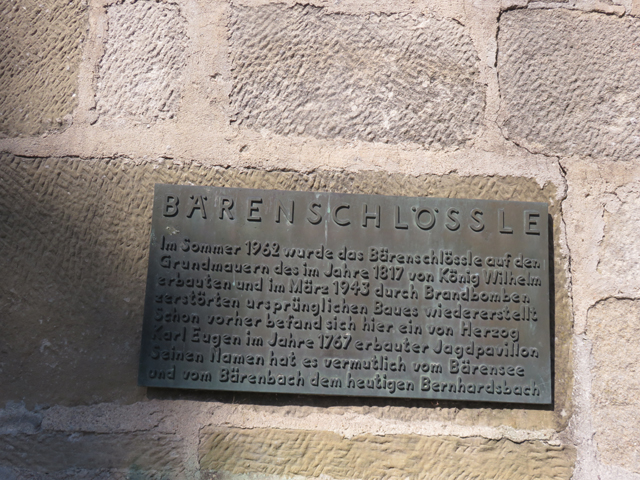 BÄRENSCHLÖSSLE
Im Sommer 1962 wurde das Bärenschlössle auf den
Grundmauern des im Jahre 1817 von König Wilhelm
erbauten und im März 1943 durch Brandbomben
zerstörten ursprünglichen Baues wiedererstellt
Schon vorher befand sich hier ein von Herzog
Karl Eugen im Jahre 1767 erbauter Jagdpavillon
Seinen Namen hat es vermutlich vom Bärensee
und vom Bärenbach dem heutigen Bernhardsbach